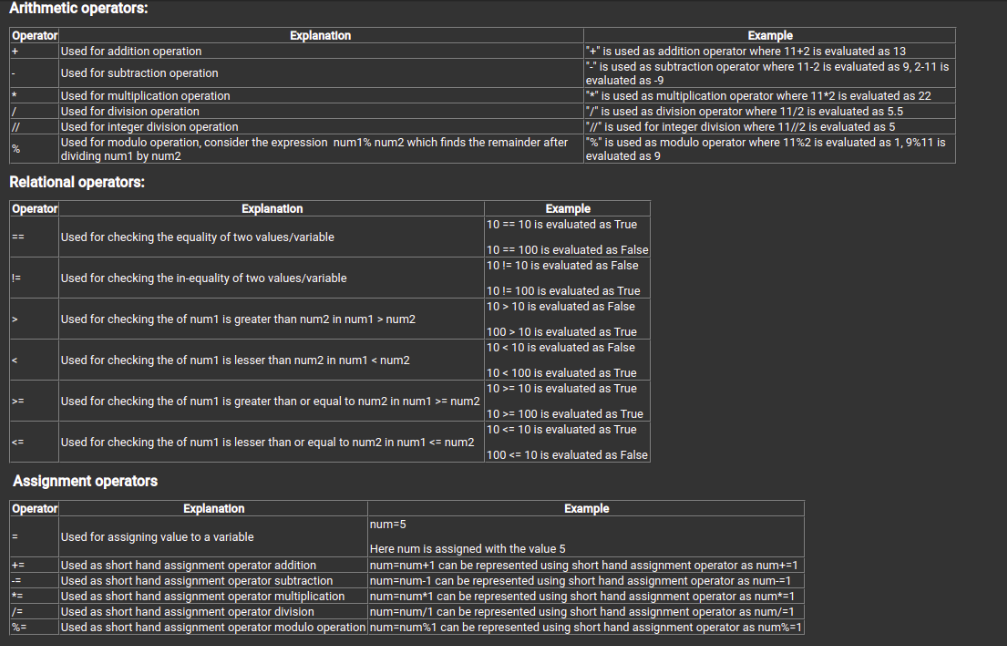 Arithmetic operators:
Operator Explanation Example
+ Used for addition operation "+" is used as addition operator where 11+2 is evaluated as 13
- Used for subtraction operation "-" is used as subtraction operator where 11-2 is evaluated as 9, 2-11 is
evaluated as -9
* Used for multiplication operation "*" is used as multiplication operator where 11*2 is evaluated as 22
/ Used for division operation "/" is used as division operator where 11/2 is evaluated as 5.5
// Used for integer division operation "//" is used for integer division where 11//2 is evaluated as 5
% Used for modulo operation, consider the expression num1% num2 which finds the remainder after
dividing num1 by num2
"%" is used as modulo operator where 11%2 is evaluated as 1, 9%11 is
evaluated as 9
Relational operators:
Operator Explanation Example
== Used for checking the equality of two values/variable
10 == 10 is evaluated as True
10 == 100 is evaluated as False
!= Used for checking the in-equality of two values/variable
10 != 10 is evaluated as False
10 != 100 is evaluated as True
> Used for checking the of num1 is greater than num2 in num1 > num2
10 > 10 is evaluated as False
100 > 10 is evaluated as True
< Used for checking the of num1 is lesser than num2 in num1 < num2
10 < 10 is evaluated as False
10 < 100 is evaluated as True
>= Used for checking the of num1 is greater than or equal to num2 in num1 >= num2
10 >= 10 is evaluated as True
10 >= 100 is evaluated as True
<= Used for checking the of num1 is lesser than or equal to num2 in num1 <= num2
10 <= 10 is evaluated as True
100 <= 10 is evaluated as False
Assignment operators
Operator Explanation Example
= Used for assigning value to a variable
num=5
Here num is assigned with the value 5
+= Used as short hand assignment operator addition num=num+1 can be represented using short hand assignment operator as num+=1
-= Used as short hand assignment operator subtraction num=num-1 can be represented using short hand assignment operator as num-=1
*= Used as short hand assignment operator multiplication num=num*1 can be represented using short hand assignment operator as num*=1
/= Used as short hand assignment operator division num=num/1 can be represented using short hand assignment operator as num/=1
%= Used as short hand assignment operator modulo operation num=num%1 can be represented using short hand assignment operator as num%=1